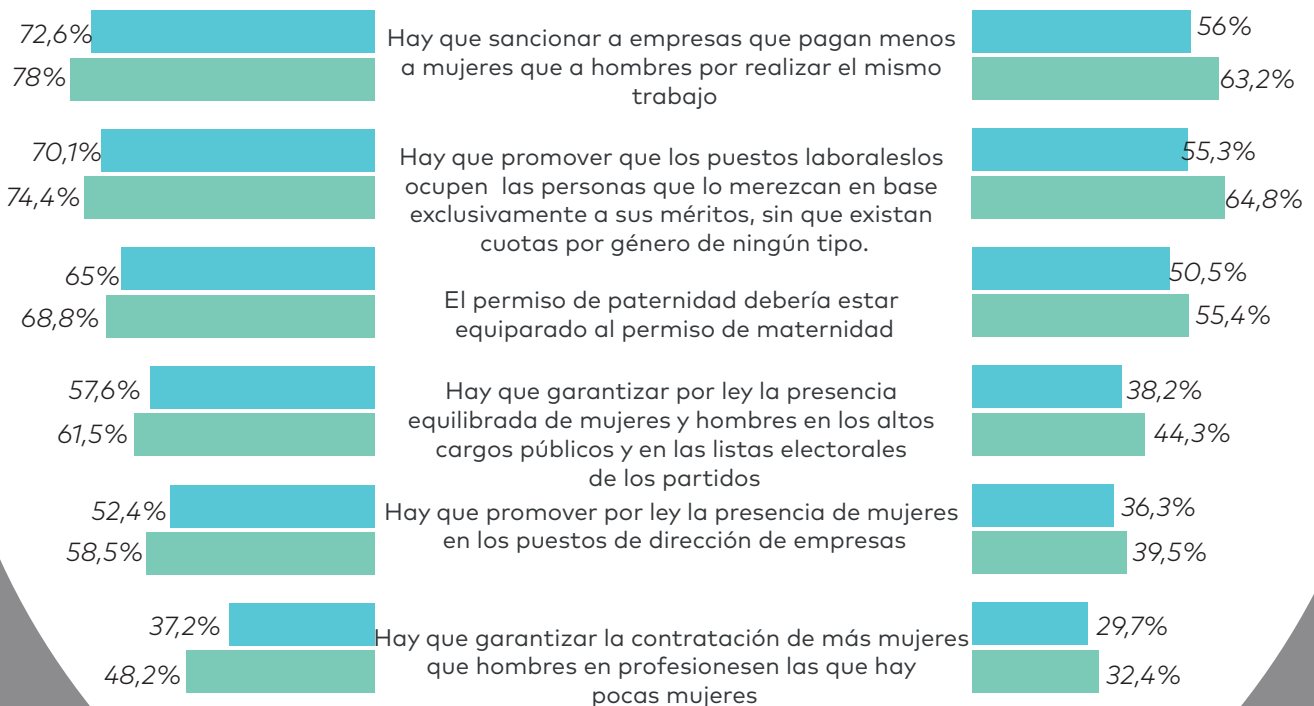 72,6%
78%
Hay que sancionar a empresas que pagan menos
a mujeres que a hombres por realizar el mismo
trabajo
56%
63,2%
70,1%
74,4%
Hay que promover que los puestos laboraleslos
ocupen las personas que lo merezcan en base
exclusivamente a sus méritos, sin que existan
cuotas por género de ningún tipo.
55,3%
64,8%
65%
68,8%
El permiso de paternidad debería estar
equiparado al permiso de maternidad
50,5%
55,4%
57,6%
61,5%
Hay que garantizar por ley la presencia
equilibrada de mujeres y hombres en los altos
cargos públicos y en las listas electorales
de los partidos
38,2%
44,3%
52,4%
58,5%
Hay que promover por ley la presencia de mujeres
en los puestos de dirección de empresas
36,3%
39,5%
37,2%
48,2%
Hay que garantizar la contratación de más mujeres
que hombres en profesionesen las que hay
pocas mujeres
29,7%
32,4%